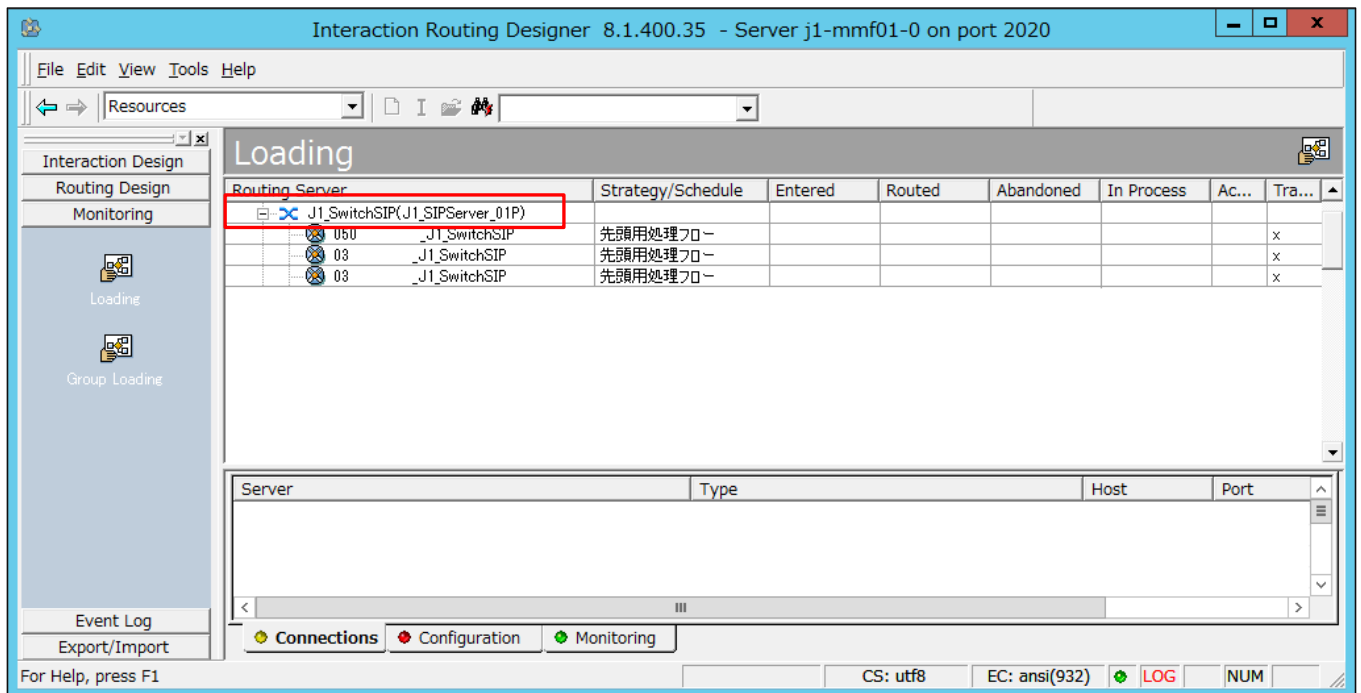 Interaction Routing Designer 8.1.400.35 - Server j1-mmf01-0 on port 2020
File Edit View Tools Help
Resources
Interaction Design
Routing Design
Monitoring
Loading
Group Loading
Event Log
Export/Import
Loading
Routing Server Strategy/Schedule Entered Routed Abandoned In Process Ac... Tra...
J1_SwitchSIP(J1_SIPServer_01P)
050 _J1_SwitchSIP 先頭用処理フロー x
03 _J1_SwitchSIP 先頭用処理フロー x
03 _J1_SwitchSIP 先頭用処理フロー x
Server Type Host Port
Connections Configuration Monitoring
For Help, press F1 CS: utf8 EC: ansi(932) LOG NUM